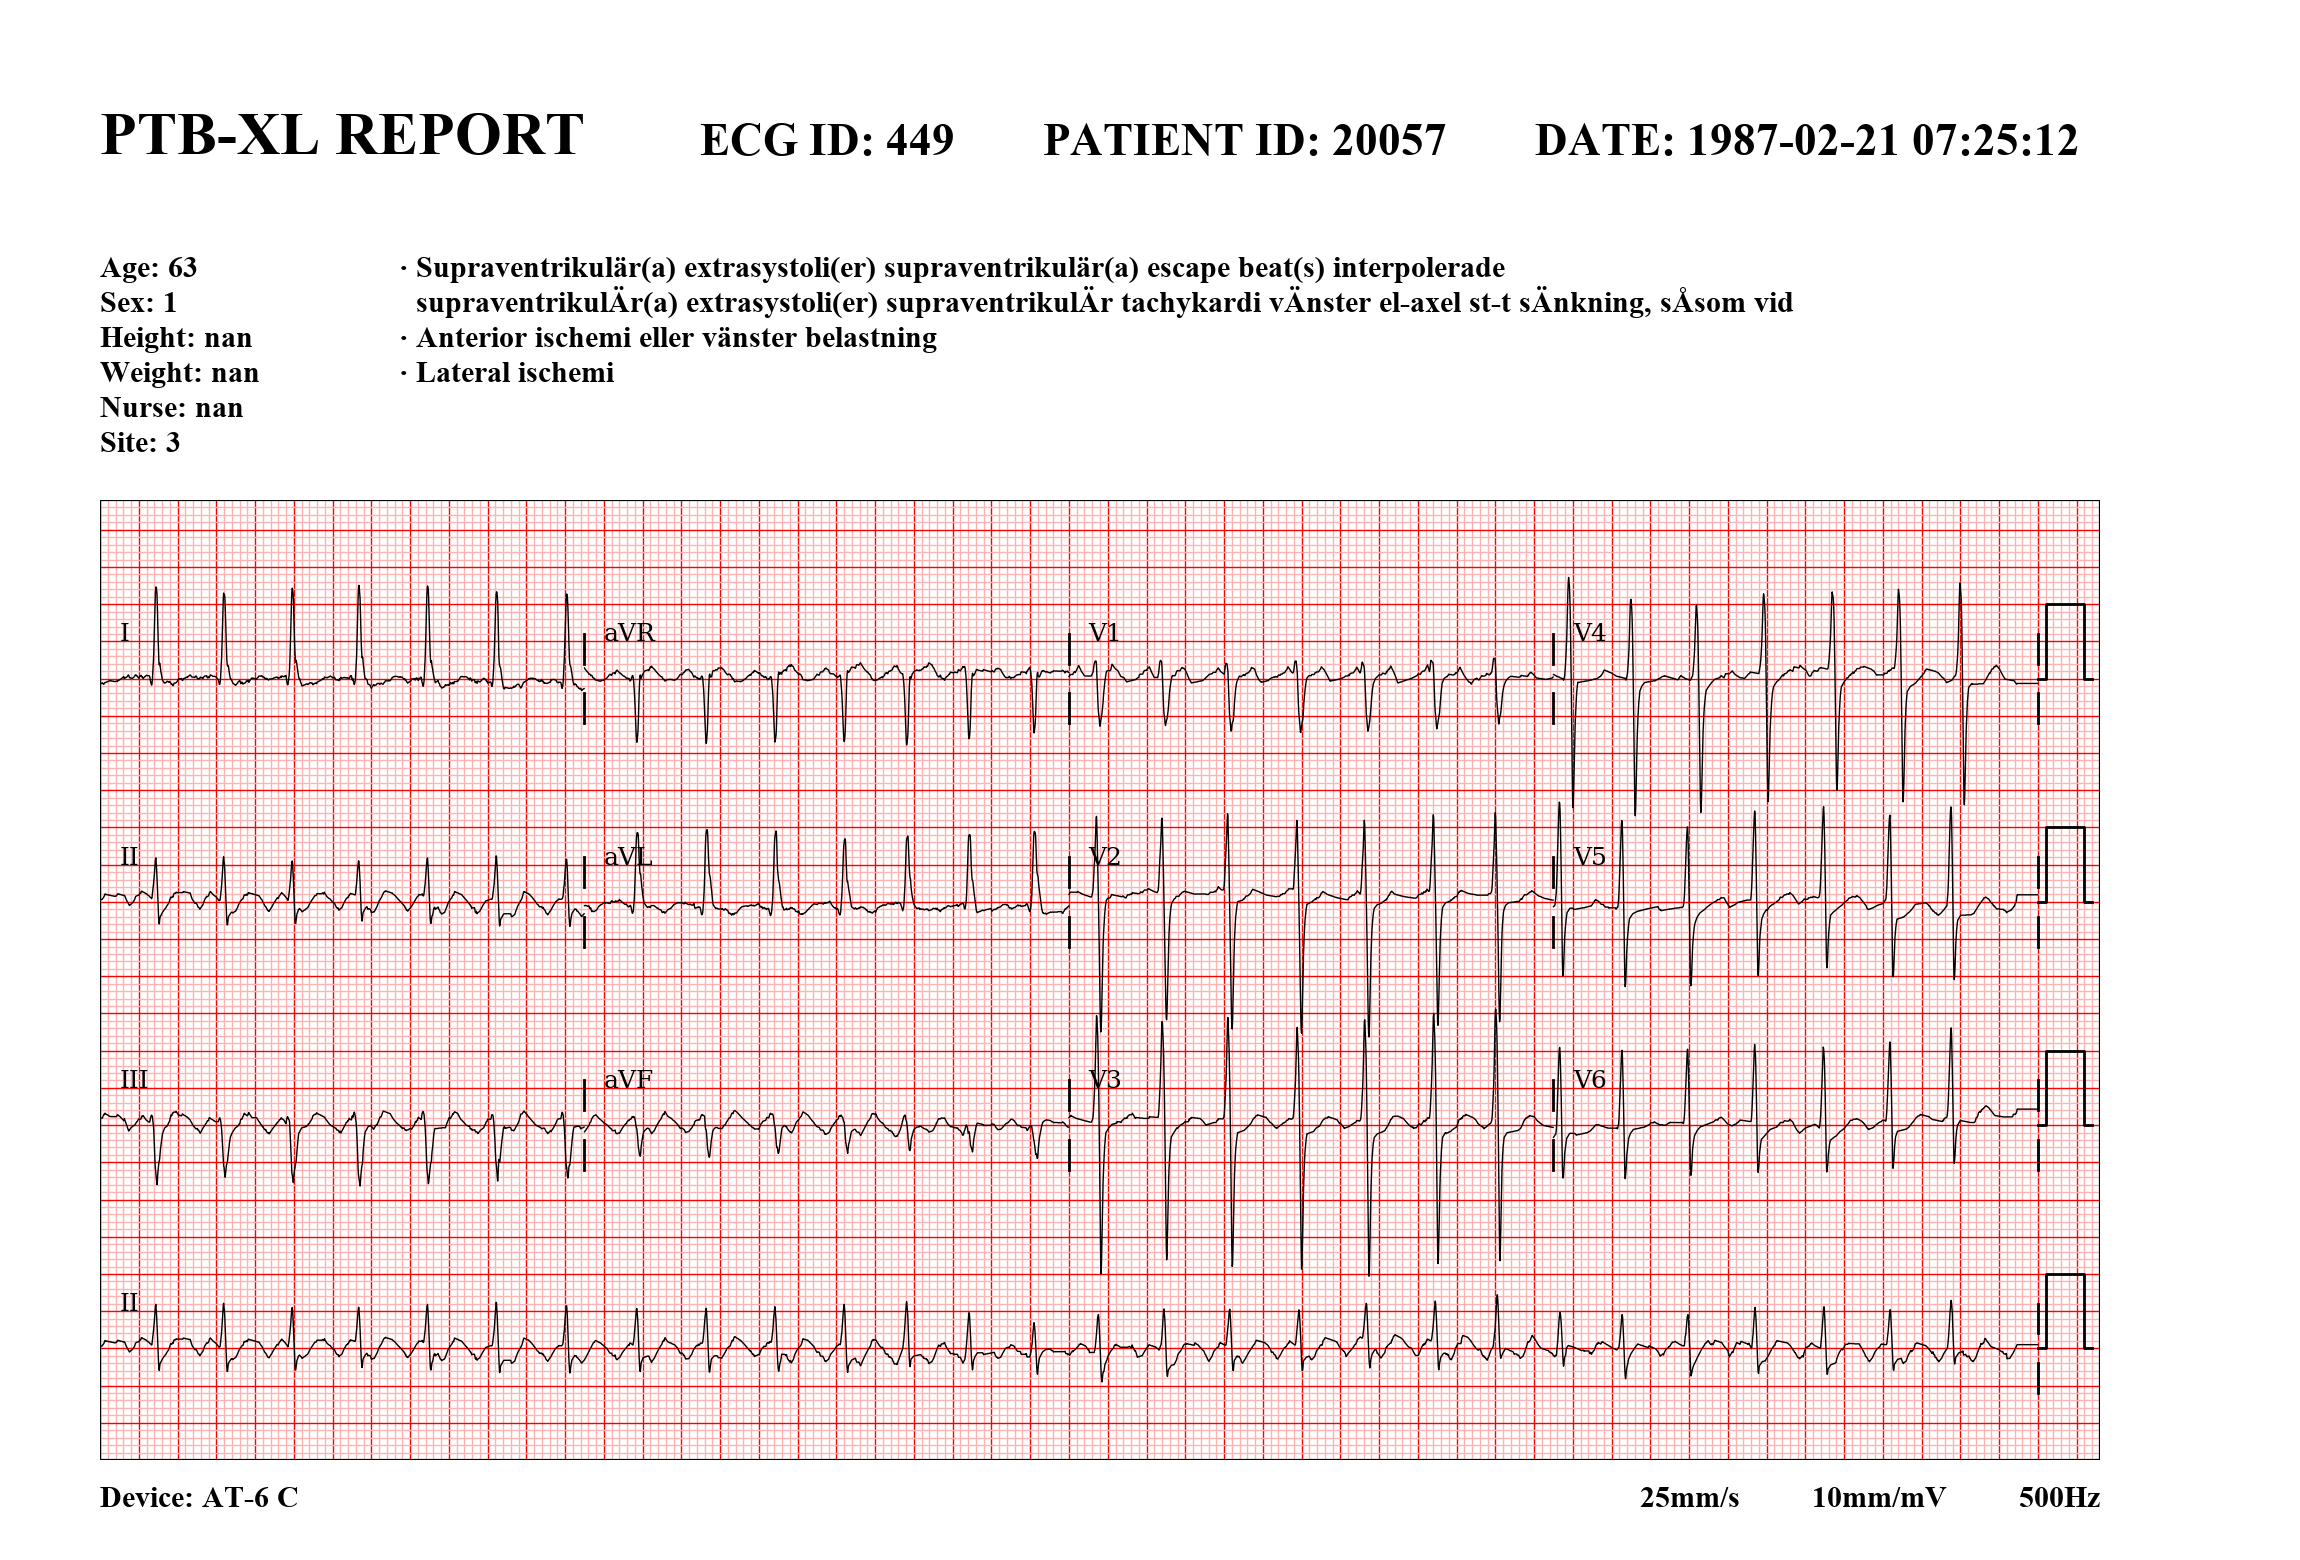 PTB-XL REPORT ECG ID: 449 PATIENT ID: 20057 DATE: 1987-02-21 07:25:12
Age: 63
Sex: 1
Height: nan
Weight: nan
Nurse: nan
Site: 3
· Supraventrikulär(a) extrasystoli(er) supraventrikulär(a) escape beat(s) interpolerade
supraventrikulÄr(a) extrasystoli(er) supraventrikulÄr tachykardi vÄnster el-axel st-t sÄnkning, sÅsom vid
· Anterior ischemi eller vänster belastning
· Lateral ischemi
I aVR V1 V4
II aVL V2 V5
III aVF V3 V6
II
Device: AT-6 C 25mm/s 10mm/mV 500Hz